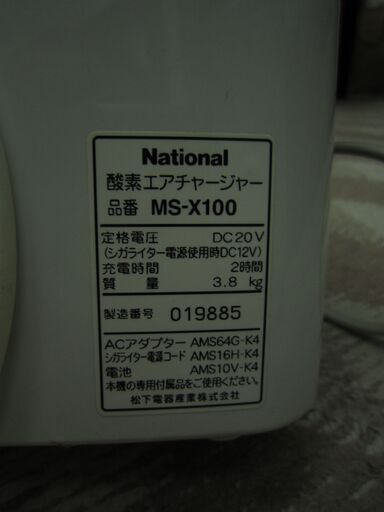 National
酸素エアチャージャー
品番 MS-X100
定格電圧 DC20V
(シガライター電源使用時DC12V)
充電時間 2時間
質量 3.8 kg
製造番号 019885
ACアダプター AMS64G-K4
シガライター電源コード AMS16H-K4
電池 AMS10V-K4
本機の専用付属品をご使用ください。
松下電器産業株式会社